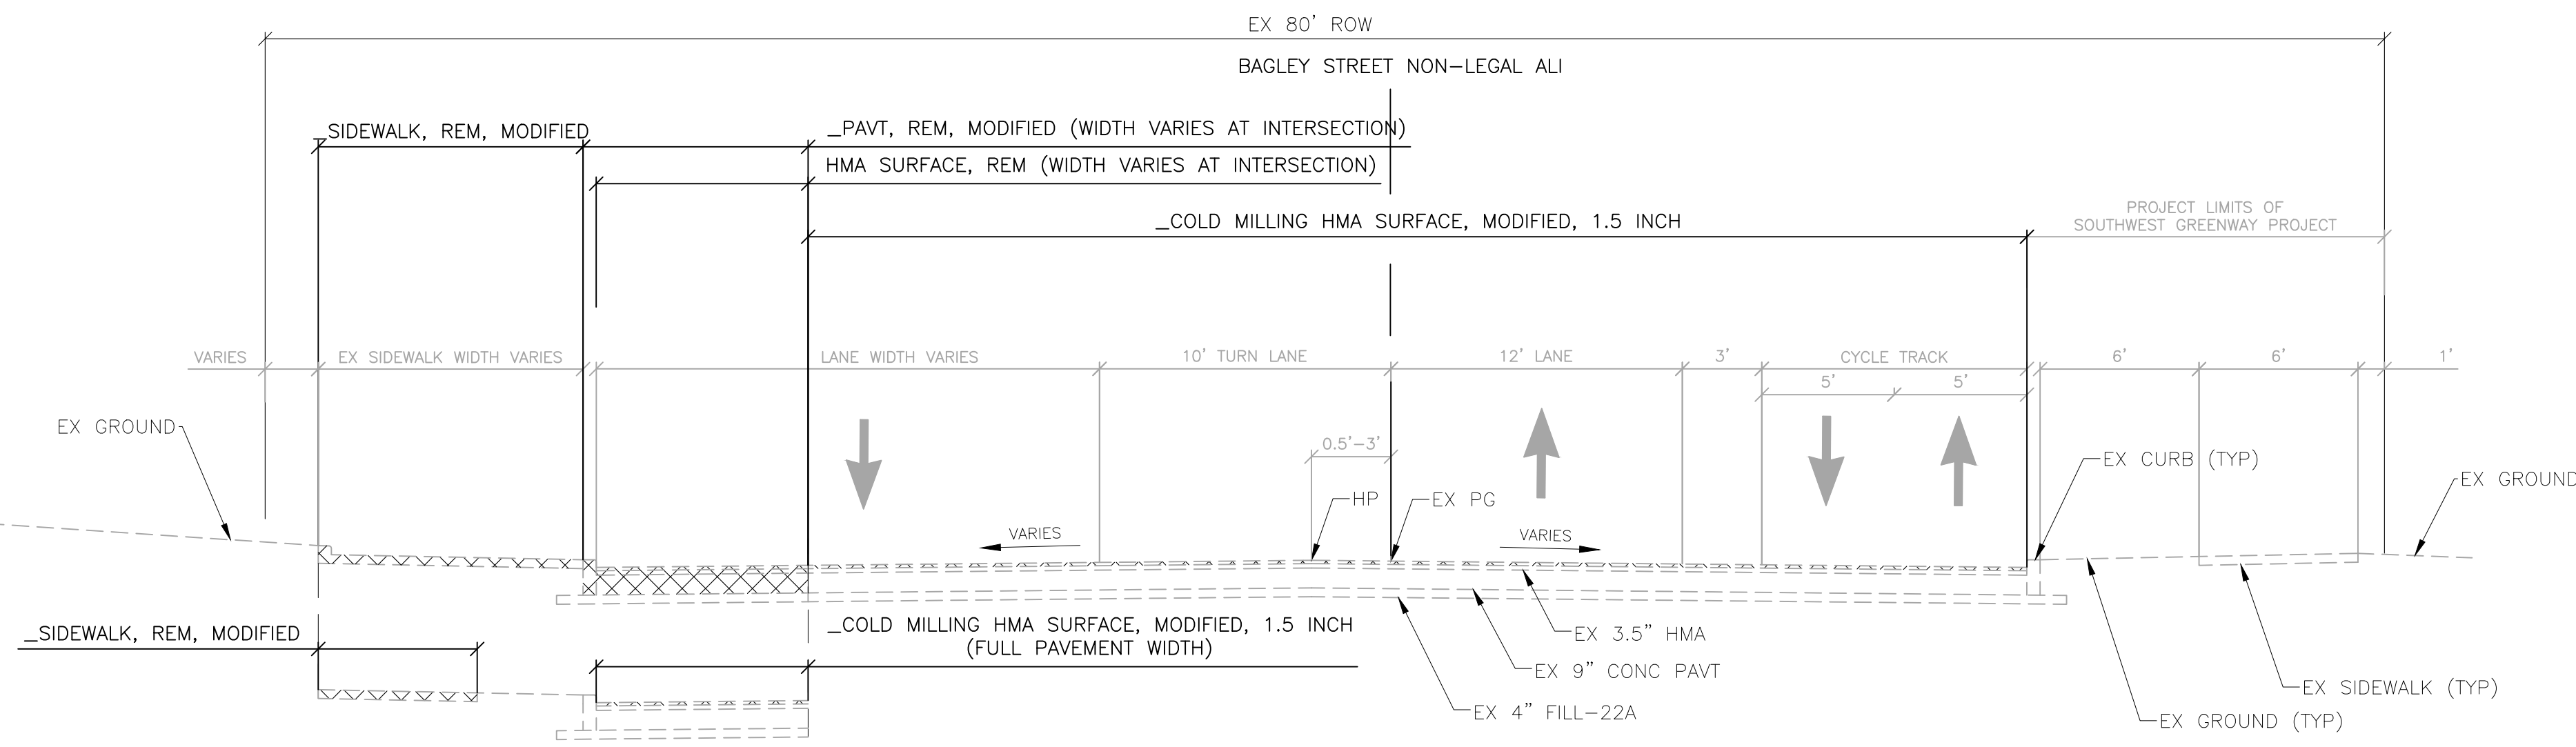 EX 80' ROW
BAGLEY STREET NON-LEGAL ALI
_SIDEWALK, REM, MODIFIED
_PAVT, REM, MODIFIED (WIDTH VARIES AT INTERSECTION)
HMA SURFACE, REM (WIDTH VARIES AT INTERSECTION)
_COLD MILLING HMA SURFACE, MODIFIED, 1.5 INCH
PROJECT LIMITS OF
SOUTHWEST GREENWAY PROJECT
VARIES
EX SIDEWALK WIDTH VARIES
LANE WIDTH VARIES
10' TURN LANE
12' LANE
3'
CYCLE TRACK
6'
6'
1'
5'
5'
EX GROUND
0.5'-3'
HP
EX PG
EX CURB (TYP)
EX GROUND
VARIES
VARIES
_SIDEWALK, REM, MODIFIED
_COLD MILLING HMA SURFACE, MODIFIED, 1.5 INCH
(FULL PAVEMENT WIDTH)
EX 3.5" HMA
EX 9" CONC PAVT
EX 4" FILL-22A
EX SIDEWALK (TYP)
EX GROUND (TYP)